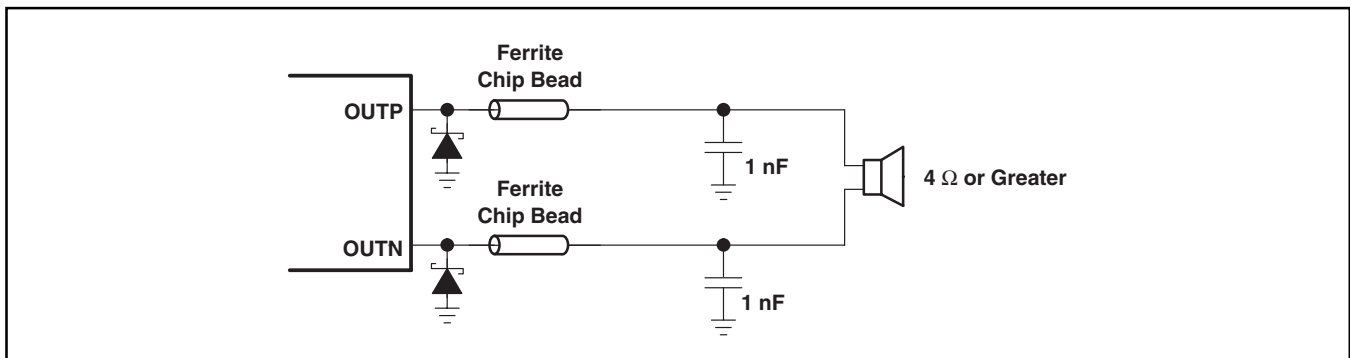 Ferrite
Chip Bead
OUTP
1 nF
4 Ω or Greater
Ferrite
Chip Bead
OUTN
1 nF